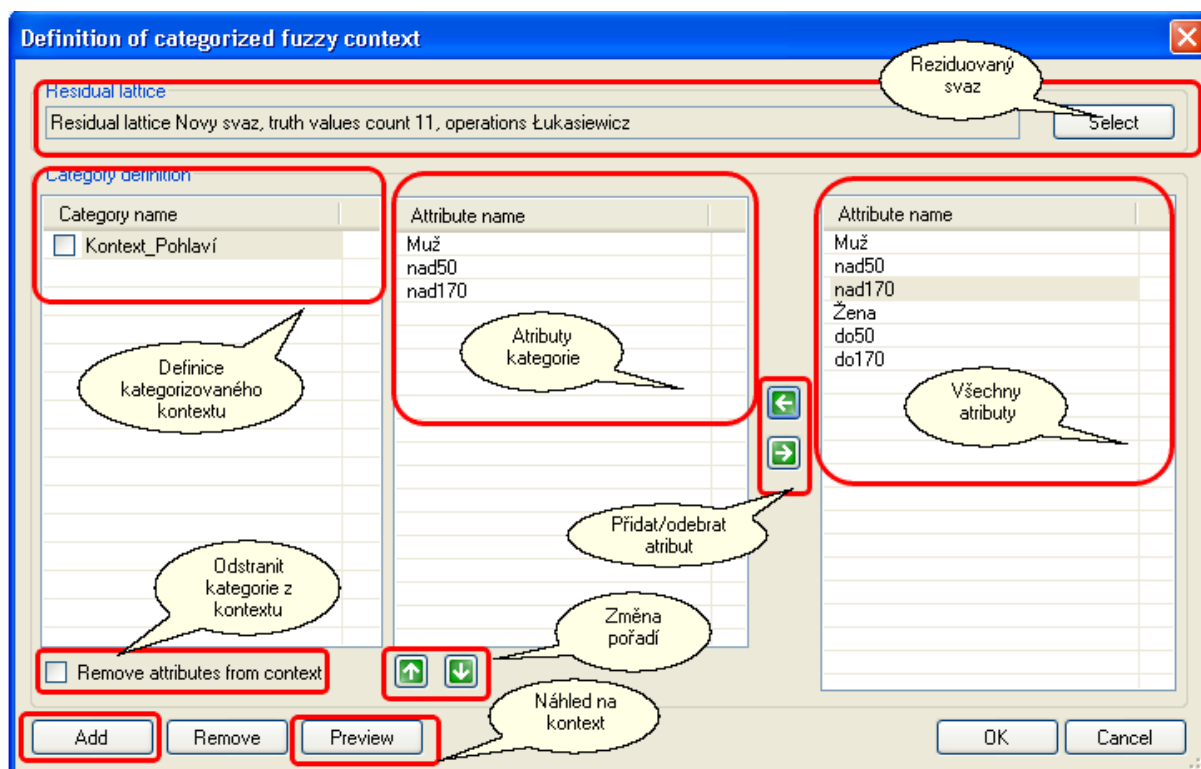 Definition of categorized fuzzy context
Reziduovaný
svaz
Residual lattice
Residual lattice Novy svaz, truth values count 11, operations Łukasiewicz
Select
Category definition
Category name
Kontext_Pohlaví
Attribute name
Muž
nad50
nad170
Attribute name
Muž
nad50
nad170
Žena
do50
do170
Atributy
kategorie
Definice
kategorizovaného
kontextu
Všechny
atributy
Přidat/odebrat
atribut
Odstranit
kategorie z
kontextu
Změna
pořadí
Remove attributes from context
Náhled na
kontext
Add
Remove
Preview
OK
Cancel